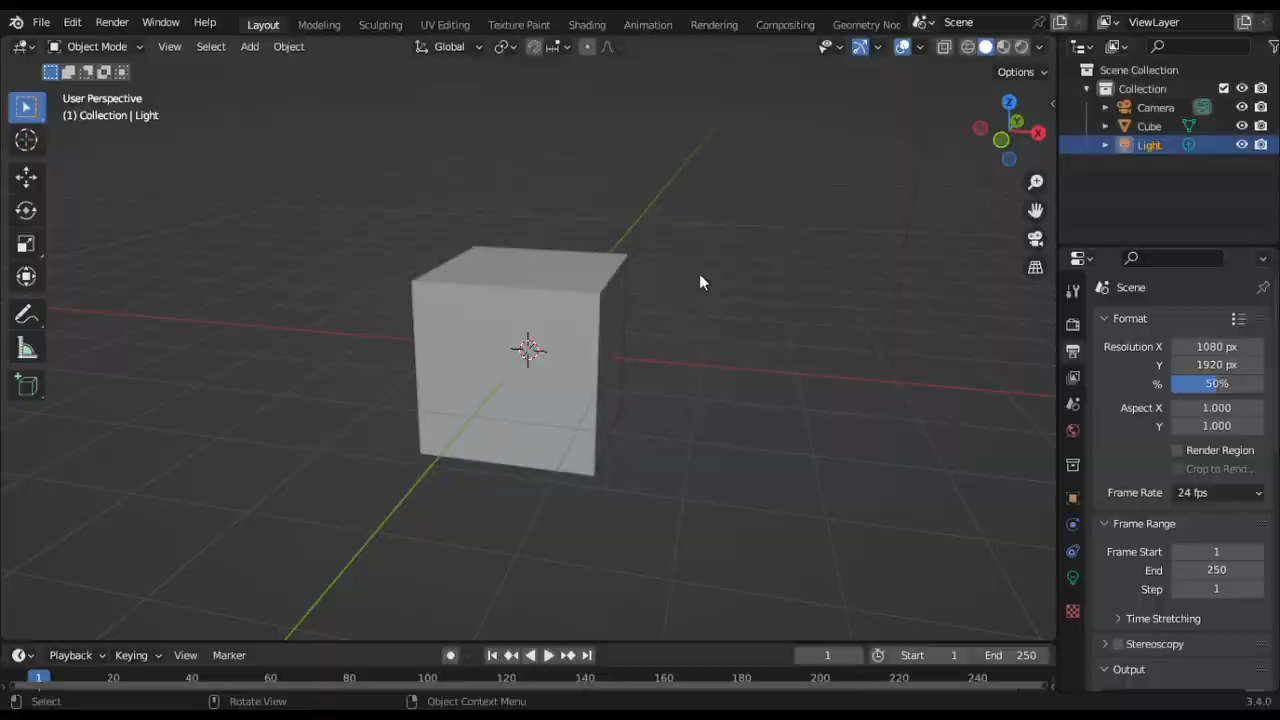 File Edit Render Window Help Layout Modeling Sculpting UV Editing Texture Paint Shading Animation Rendering Compositing Geometry Noc Scene ViewLayer
Object Mode View Select Add Object Global
Options
User Perspective
(1) Collection | Light
Z
Y
X
Scene Collection
Collection
Camera
Cube
Light
Scene
Format
Resolution X 1080 px
Y 1920 px
% 50%
Aspect X 1.000
Y 1.000
Render Region
Crop to Rend...
Frame Rate 24 fps
Frame Range
Frame Start 1
End 250
Step 1
Time Stretching
Stereoscopy
Output
Playback Keying View Marker 1 Start 1 End 250
1 20 40 60 80 100 120 140 160 180 200 220 240
Select Rotate View Object Context Menu 3.4.0